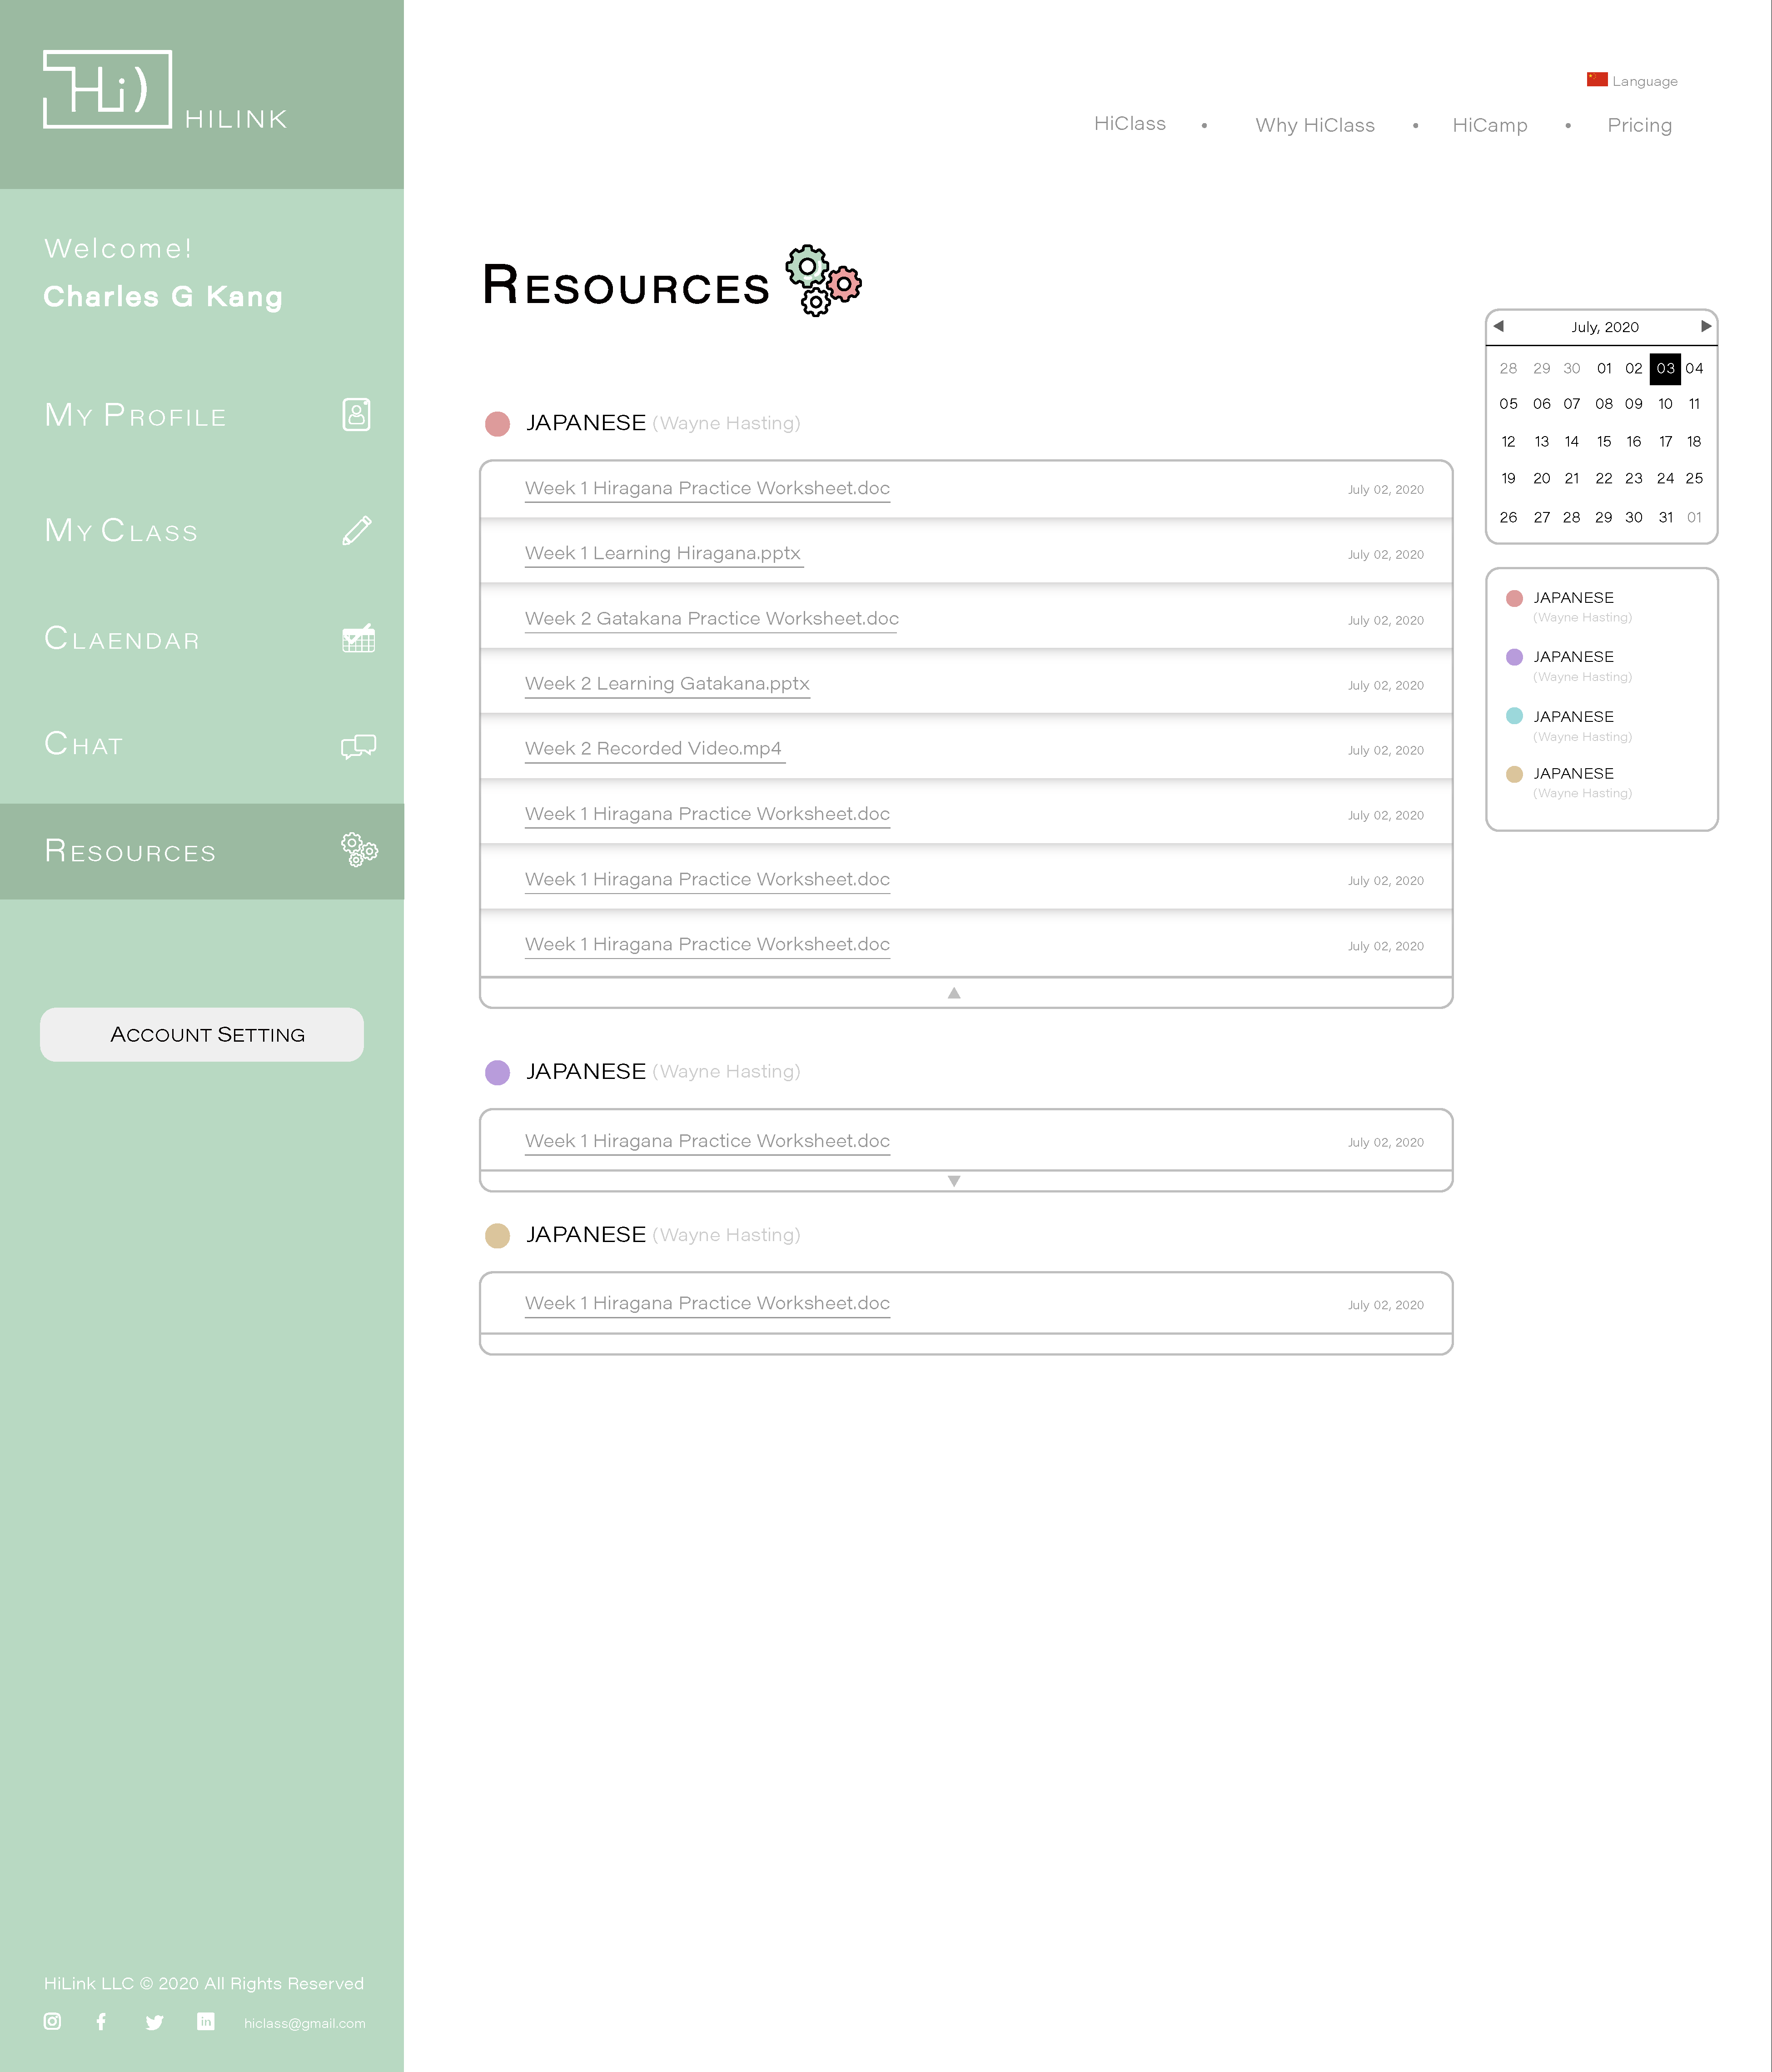 Hi)
HILINK
Language
HiClass • Why HiClass • HiCamp • Pricing
Welcome!
Charles G Kang
MY PROFILE
MY CLASS
CLAENDAR
CHAT
RESOURCES
ACCOUNT SETTING
HiLink LLC © 2020 All Rights Reserved
hiclass@gmail.com
RESOURCES
JAPANESE (Wayne Hasting)
Week 1 Hiragana Practice Worksheet.doc July 02, 2020
Week 1 Learning Hiragana.pptx July 02, 2020
Week 2 Gatakana Practice Worksheet.doc July 02, 2020
Week 2 Learning Gatakana.pptx July 02, 2020
Week 2 Recorded Video.mp4 July 02, 2020
Week 1 Hiragana Practice Worksheet.doc July 02, 2020
Week 1 Hiragana Practice Worksheet.doc July 02, 2020
Week 1 Hiragana Practice Worksheet.doc July 02, 2020
JAPANESE (Wayne Hasting)
Week 1 Hiragana Practice Worksheet.doc July 02, 2020
JAPANESE (Wayne Hasting)
Week 1 Hiragana Practice Worksheet.doc July 02, 2020
July, 2020
28 29 30 01 02 03 04
05 06 07 08 09 10 11
12 13 14 15 16 17 18
19 20 21 22 23 24 25
26 27 28 29 30 31 01
JAPANESE
(Wayne Hasting)
JAPANESE
(Wayne Hasting)
JAPANESE
(Wayne Hasting)
JAPANESE
(Wayne Hasting)